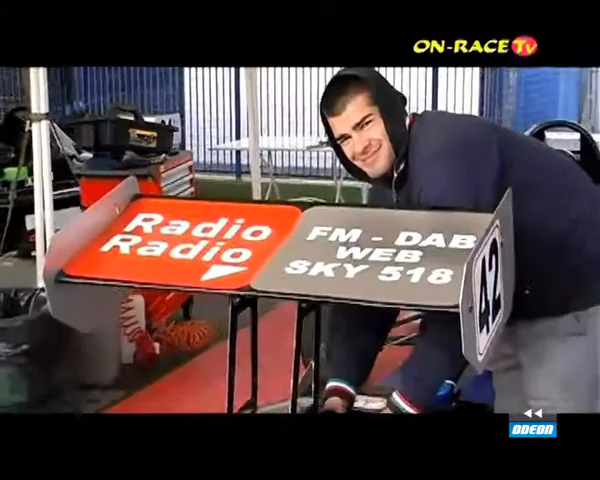 ON-RACE Tv
Radio
Radio
FM - DAB
WEB
SKY 518
42
ODEON